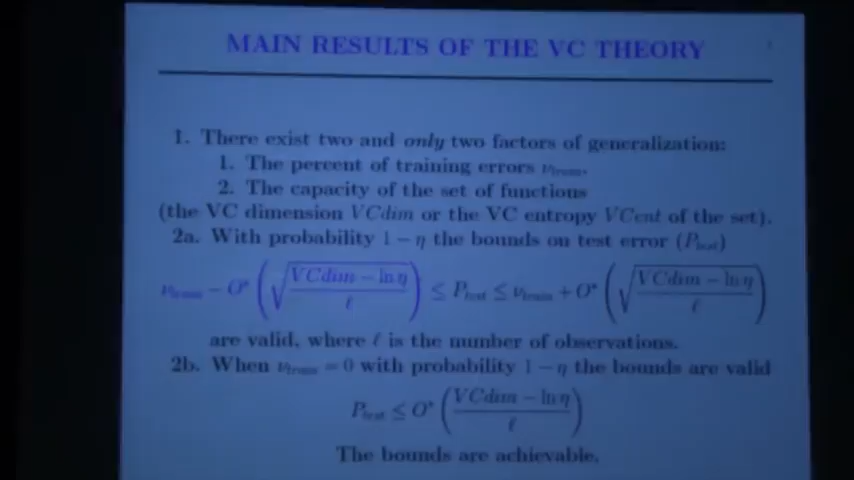 MAIN RESULTS OF THE VC THEORY
1. There exist two and only two factors of generalization:
1. The percent of training errors ν_train.
2. The capacity of the set of functions
(the VC dimension VCdim or the VC entropy VCent of the set).
2a. With probability 1 − η the bounds on test error (P_test)
ν_train − O* (√((VCdim − ln η)/ℓ)) ≤ P_test ≤ ν_train + O* (√((VCdim − ln η)/ℓ))
are valid, where ℓ is the number of observations.
2b. When ν_train = 0 with probability 1 − η the bounds are valid
P_test ≤ O* ((VCdim − ln η)/ℓ)
The bounds are achievable.